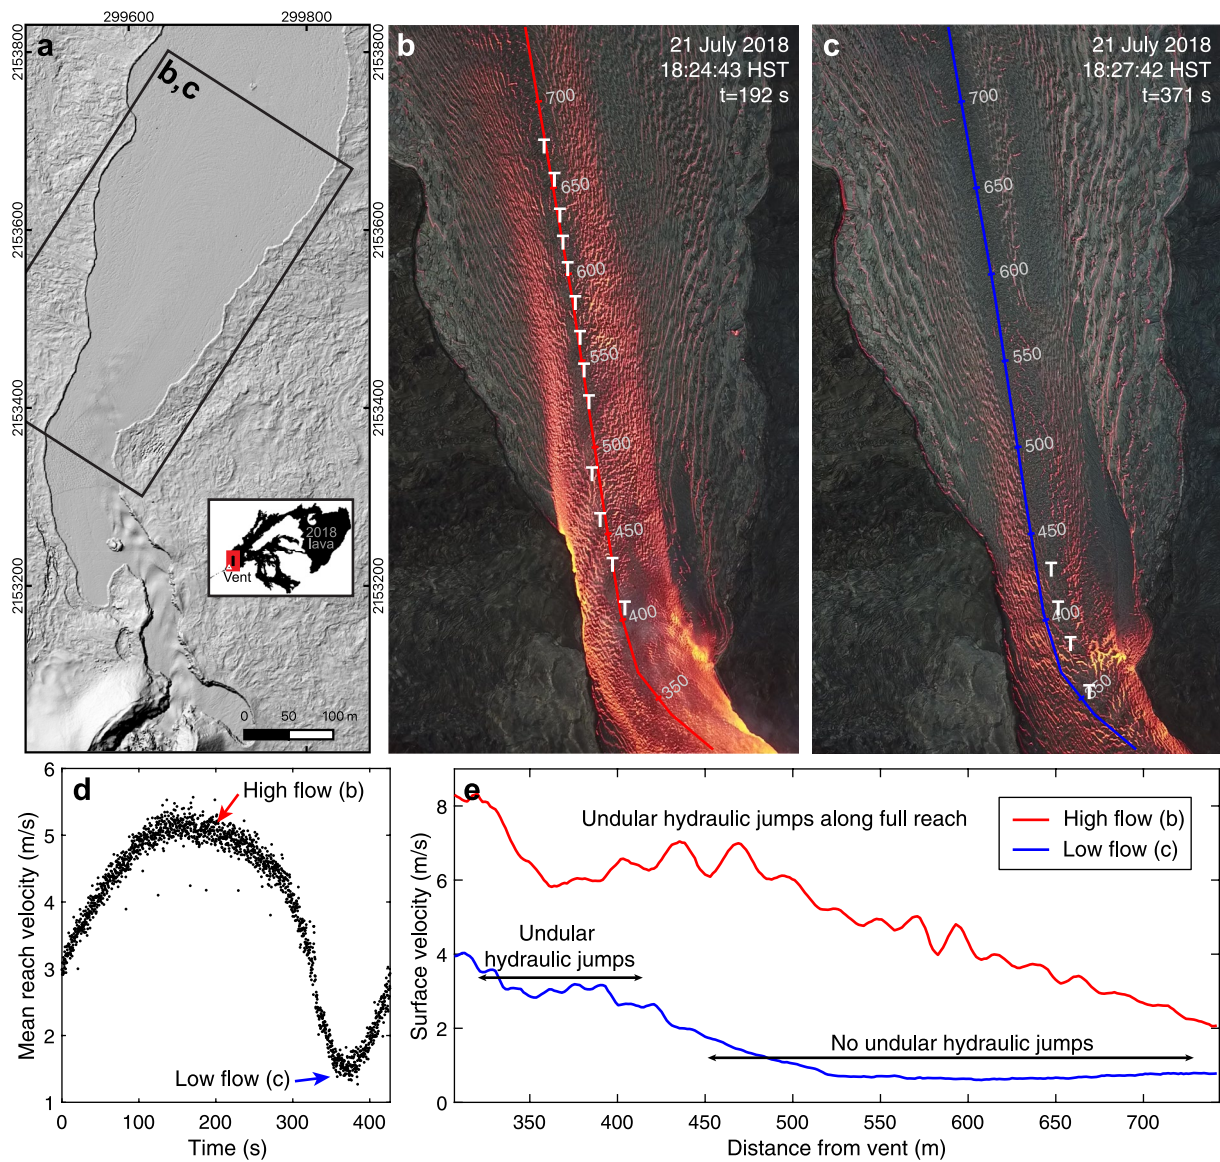 299600
299800
a
b,c
2153800
2153600
2153400
2153200
2153800
2153600
2153400
2153200
2018
lava
Vent
0 50 100 m
b
21 July 2018
18:24:43 HST
t=192 s
700
650
600
550
500
450
400
350
T
T
T
T
T
T
T
T
T
T
T
T
T
c
21 July 2018
18:27:42 HST
t=371 s
700
650
600
550
500
450
400
350
T
T
T
T
d
High flow (b)
Low flow (c)
Mean reach velocity (m/s)
6
5
4
3
2
1
0 100 200 300 400
Time (s)
e
Undular hydraulic jumps along full reach
High flow (b)
Low flow (c)
Undular
hydraulic jumps
No undular hydraulic jumps
Surface velocity (m/s)
8
6
4
2
0
350 400 450 500 550 600 650 700
Distance from vent (m)